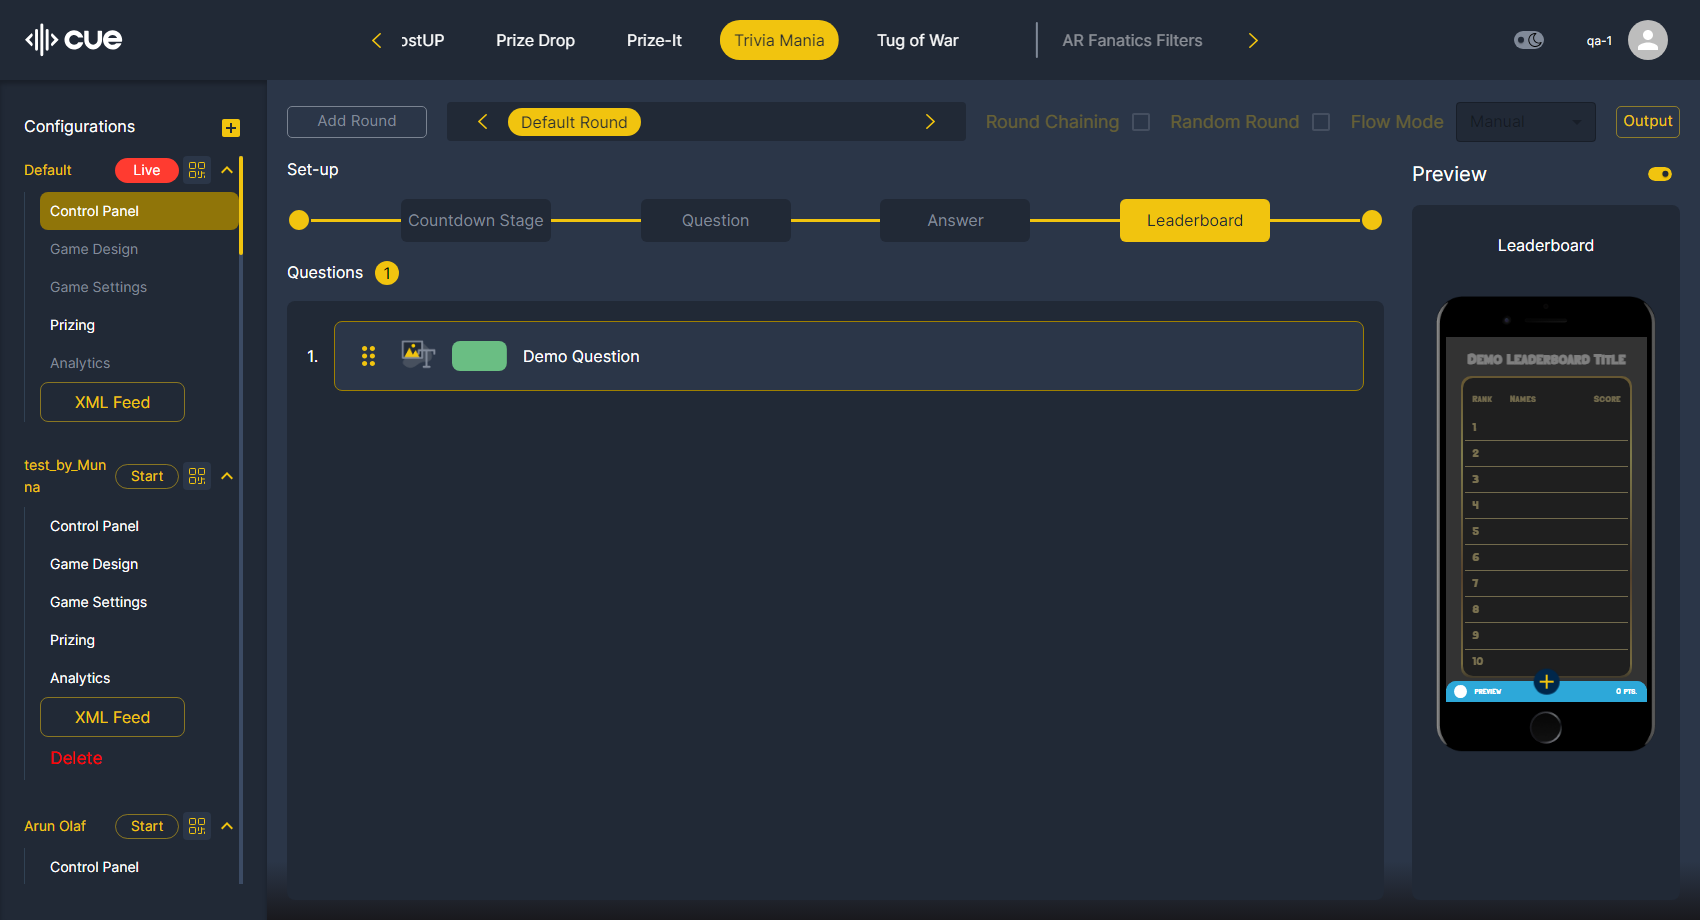 cue
ostUP
Prize Drop
Prize-It
Trivia Mania
Tug of War
AR Fanatics Filters
qa-1
Configurations
Default
Live
Control Panel
Game Design
Game Settings
Prizing
Analytics
XML Feed
test_by_Mun
na
Start
Control Panel
Game Design
Game Settings
Prizing
Analytics
XML Feed
Delete
Arun Olaf
Start
Control Panel
Add Round
Default Round
Round Chaining
Random Round
Flow Mode
Manual
Output
Set-up
Countdown Stage
Question
Answer
Leaderboard
Questions 1
1.
Demo Question
Preview
Leaderboard
Demo Leaderboard Title
Rank Names Score
1
2
3
4
5
6
7
8
9
10
PREVIEW
0 PTS.